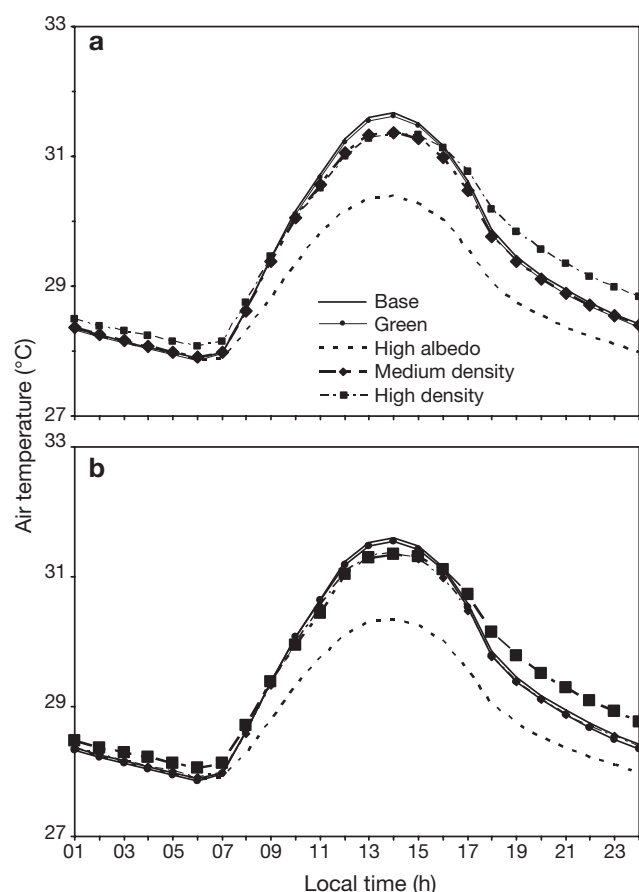 33
a
31
29
Base
Green
High albedo
Medium density
High density
27
Air temperature (°C)
33
b
31
29
27
01 03 05 07 09 11 13 15 17 19 21 23
Local time (h)